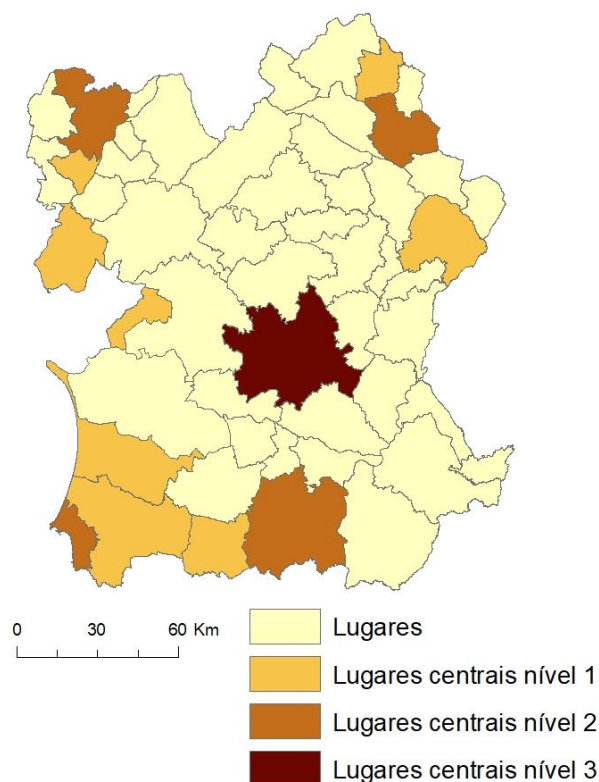 0 30 60 Km
Lugares
Lugares centrais nível 1
Lugares centrais nível 2
Lugares centrais nível 3